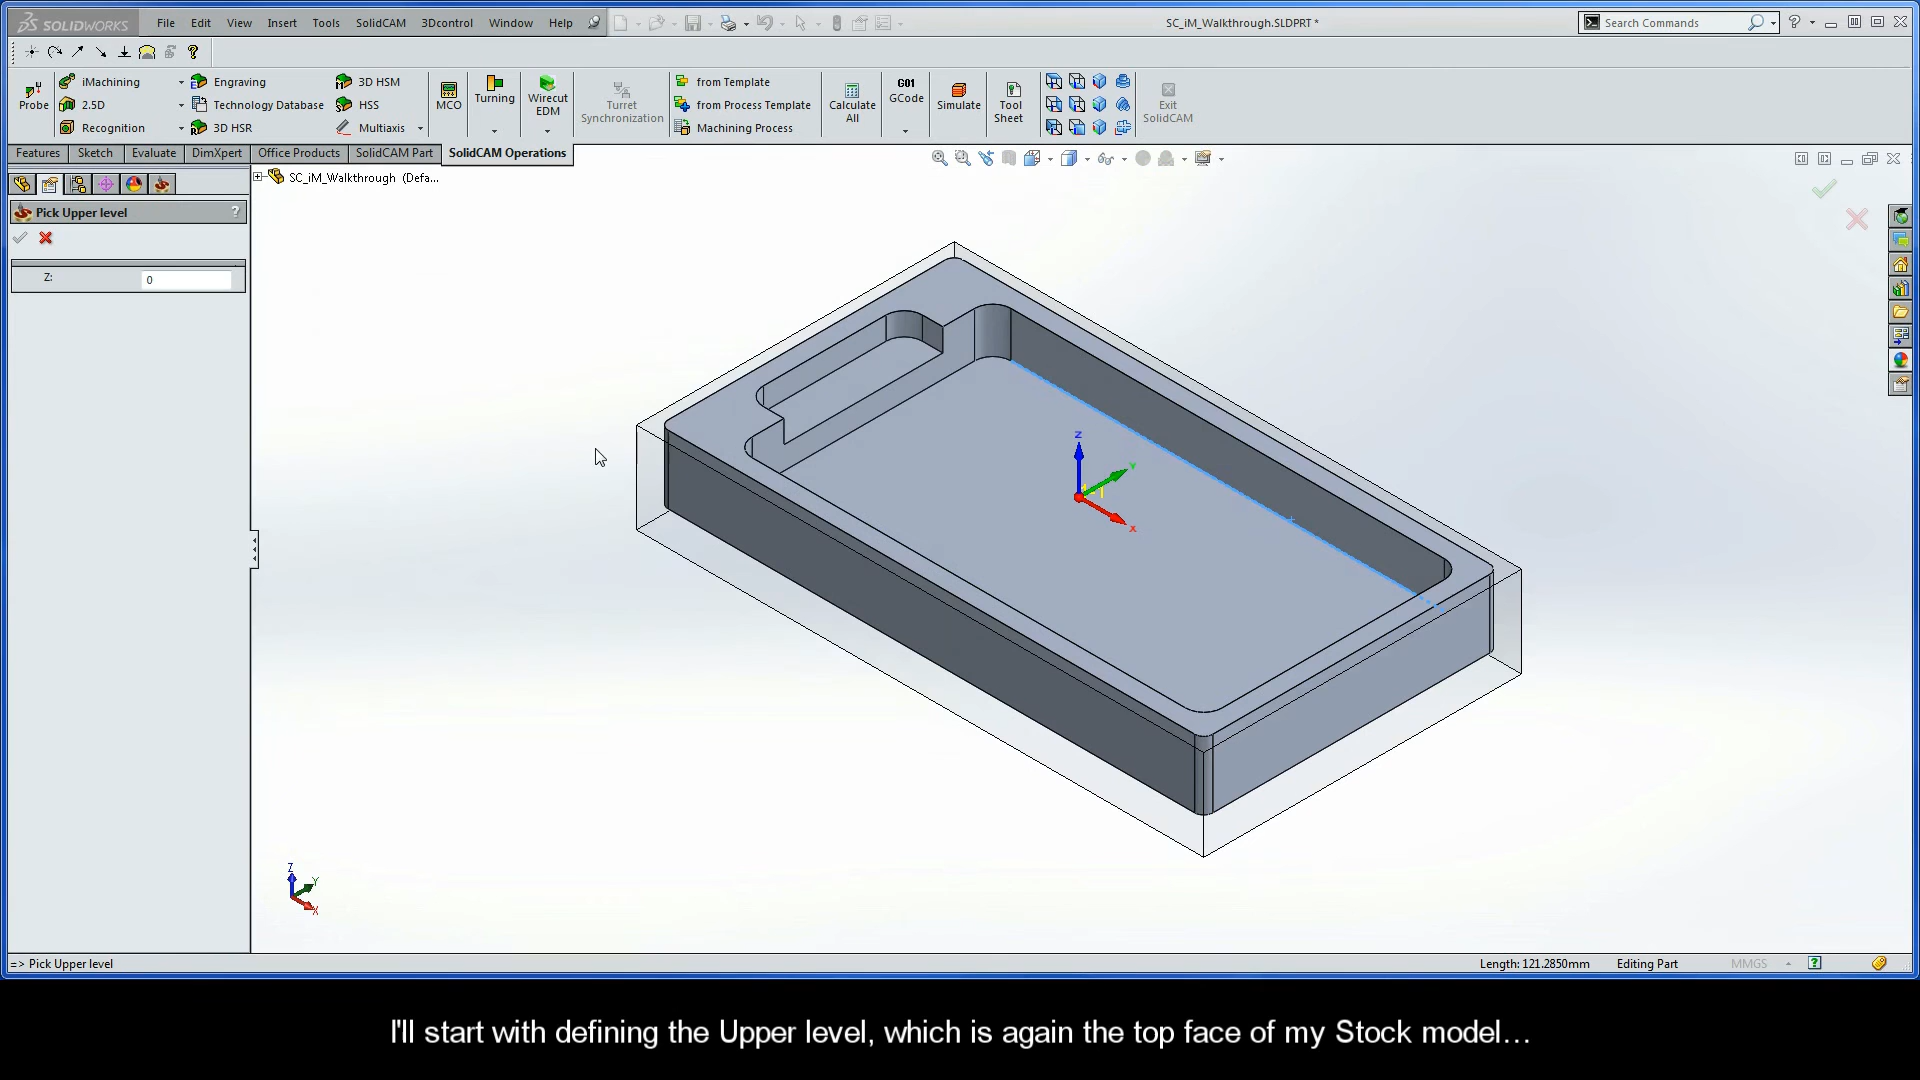 SOLIDWORKS File Edit View Insert Tools SolidCAM 3Dcontrol Window Help SC_iM_Walkthrough.SLDPRT * Search Commands
iMachining Engraving 3D HSM from Template
Probe 2.5D Technology Database HSS MCO Turning Wirecut EDM Turret Synchronization from Process Template Calculate All G01 GCode Simulate Tool Sheet Exit SolidCAM
Recognition 3D HSR Multiaxis Machining Process
Features Sketch Evaluate DimXpert Office Products SolidCAM Part SolidCAM Operations
SC_iM_Walkthrough (Defa...
Pick Upper level ?
Z: 0
Z
Y
X
Z
Y
X
=> Pick Upper level Length: 121.2850mm Editing Part MMGS
I'll start with defining the Upper level, which is again the top face of my Stock model...